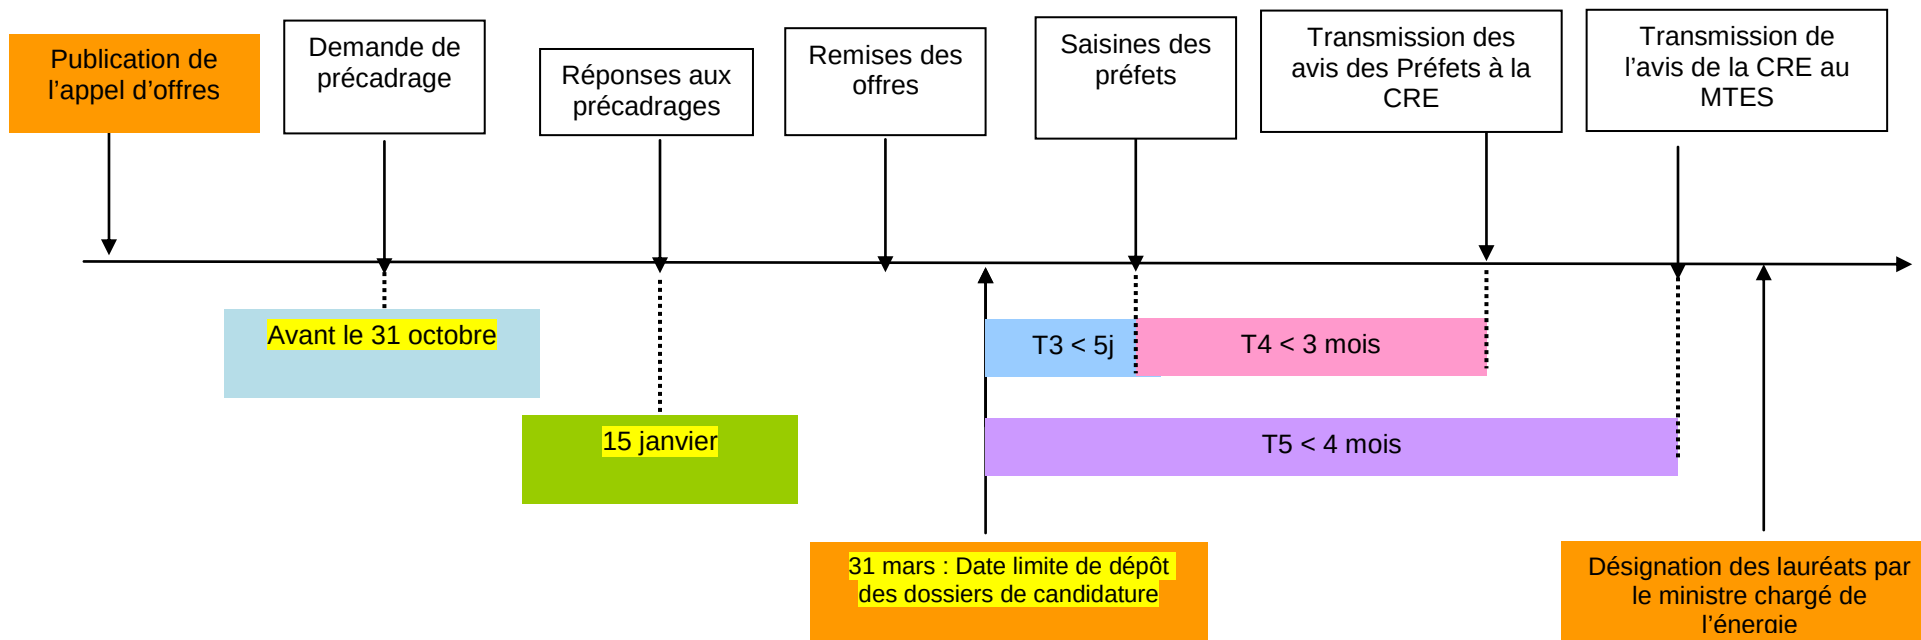 Publication de
l'appel d'offres
Demande de
précadrage
Réponses aux
précadrages
Remises des
offres
Saisines des
préfets
Transmission des
avis des Préfets à la
CRE
Transmission de
l'avis de la CRE au
MTES
Avant le 31 octobre
T3 < 5j
T4 < 3 mois
15 janvier
T5 < 4 mois
31 mars : Date limite de dépôt
des dossiers de candidature
Désignation des lauréats par
le ministre chargé de
l'énergie